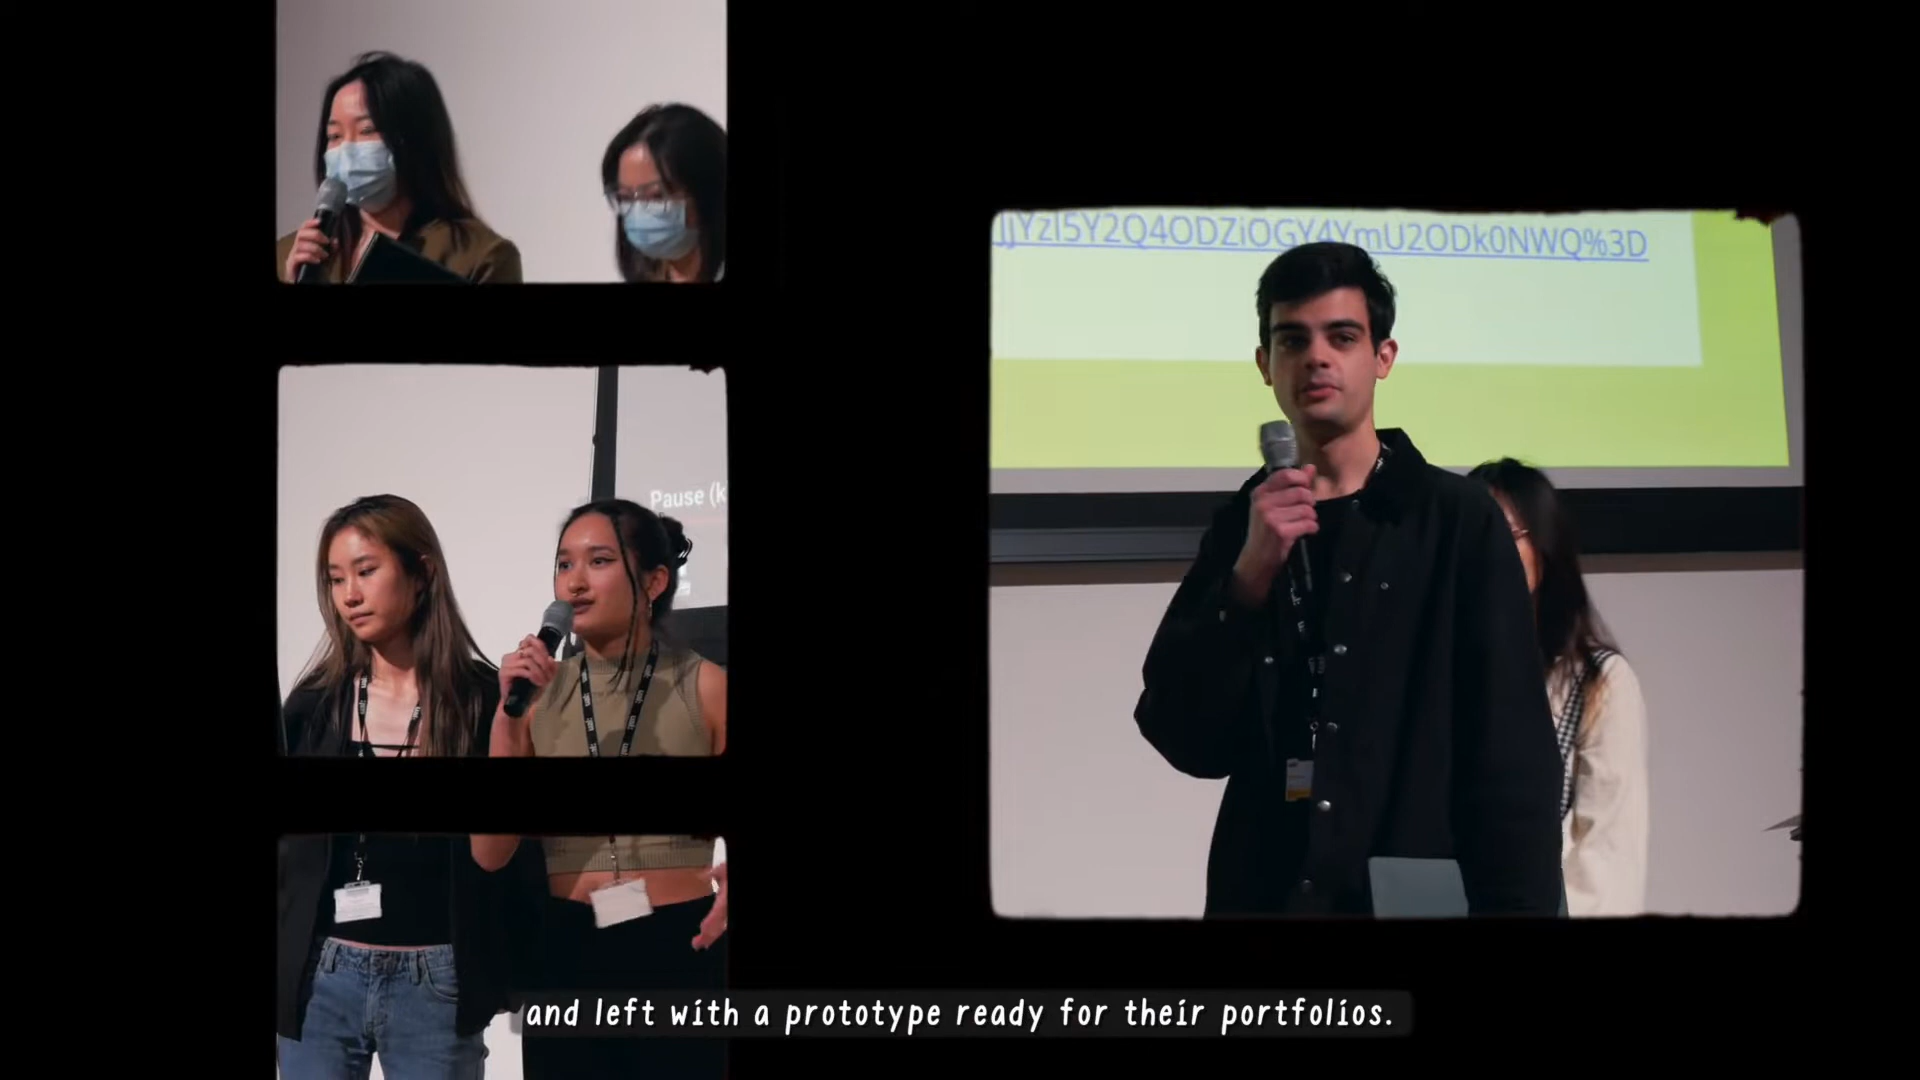 jYzI5Y2Q4ODZiOGY4YmU2ODk0NWQ%3D
Pause (k
and left with a prototype ready for their portfolios.